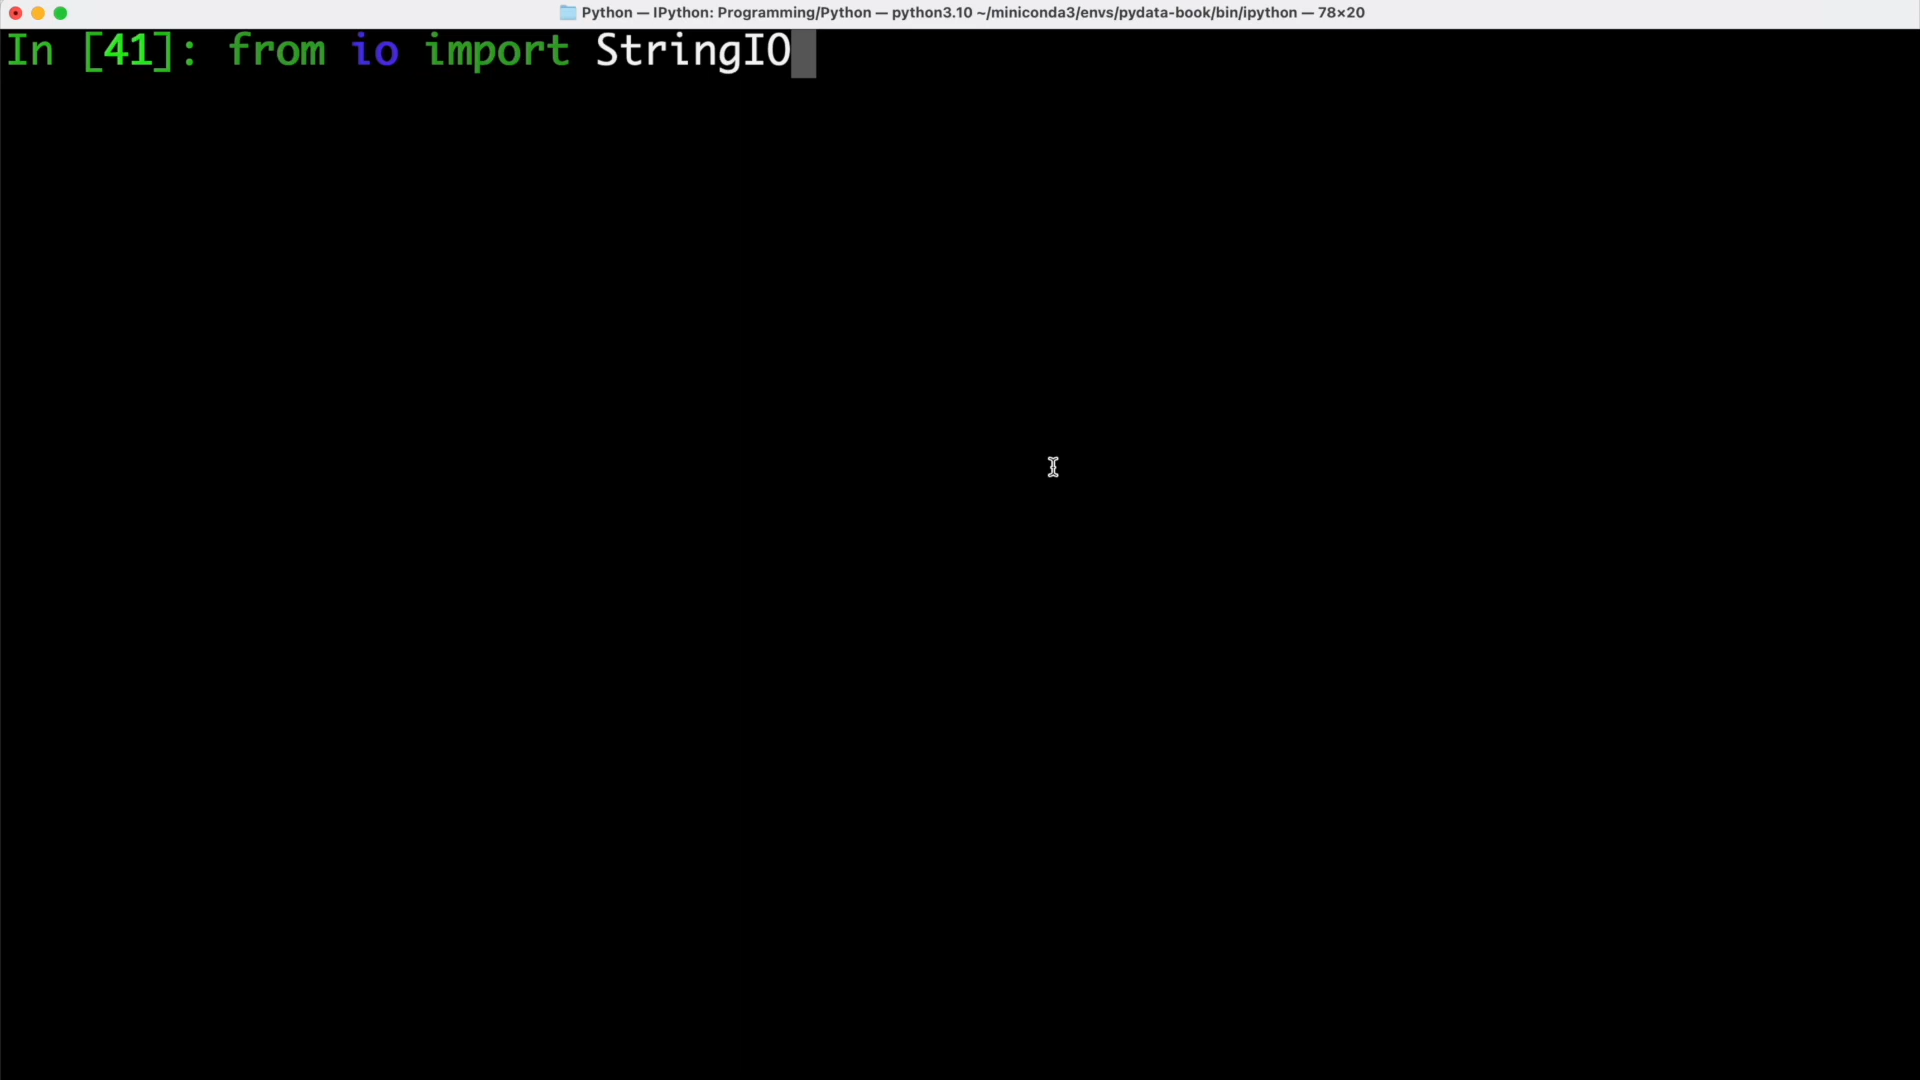 Python — IPython: Programming/Python — python3.10 ~/miniconda3/envs/pydata-book/bin/ipython — 78×20
In [41]: from io import StringIO